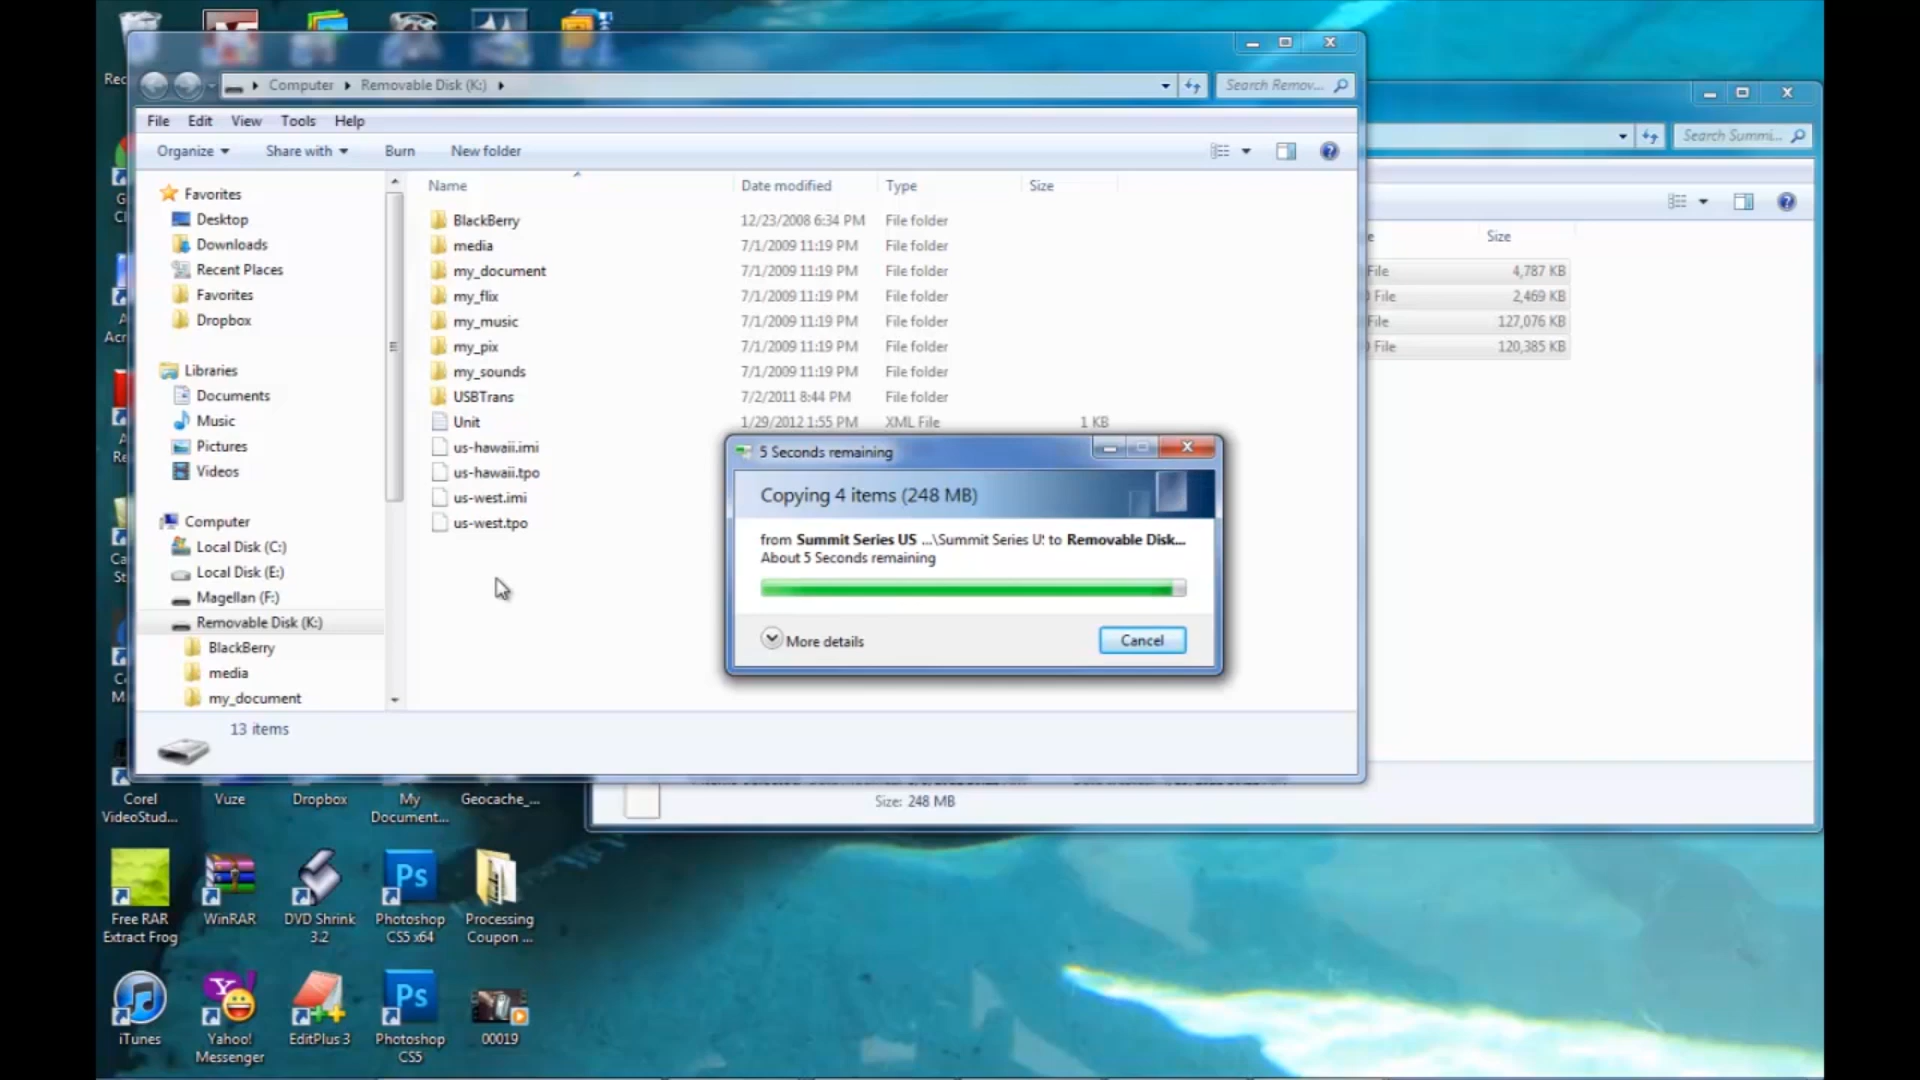 Computer Removable Disk (K:)
Search Remov...
File Edit View Tools Help
Organize Share with Burn New folder
Name Date modified Type Size
Favorites
Desktop
Downloads
Recent Places
Favorites
Dropbox
Libraries
Documents
Music
Pictures
Videos
Computer
Local Disk (C:)
Local Disk (E:)
Magellan (F:)
Removable Disk (K:)
BlackBerry
media
my_document
BlackBerry 12/23/2008 6:34 PM File folder
media 7/1/2009 11:19 PM File folder
my_document 7/1/2009 11:19 PM File folder
my_flix 7/1/2009 11:19 PM File folder
my_music 7/1/2009 11:19 PM File folder
my_pix 7/1/2009 11:19 PM File folder
my_sounds 7/1/2009 11:19 PM File folder
USBTrans 7/2/2011 8:44 PM File folder
Unit 1/29/2012 1:55 PM XML File 1 KB
us-hawaii.imi
us-hawaii.tpo
us-west.imi
us-west.tpo
13 items
5 Seconds remaining
Copying 4 items (248 MB)
from Summit Series US ...\Summit Series U! to Removable Disk...
About 5 Seconds remaining
More details
Cancel
Search Summi...
Size
File 4,787 KB
File 2,469 KB
File 127,076 KB
File 120,385 KB
Size: 248 MB
Corel
VideoStud...
Vuze
Dropbox
My
Document...
Geocache_...
Free RAR
Extract Frog
WinRAR
DVD Shrink
3.2
Photoshop
CS5 x64
Processing
Coupon ...
iTunes
Yahoo!
Messenger
EditPlus 3
Photoshop
CS5
00019